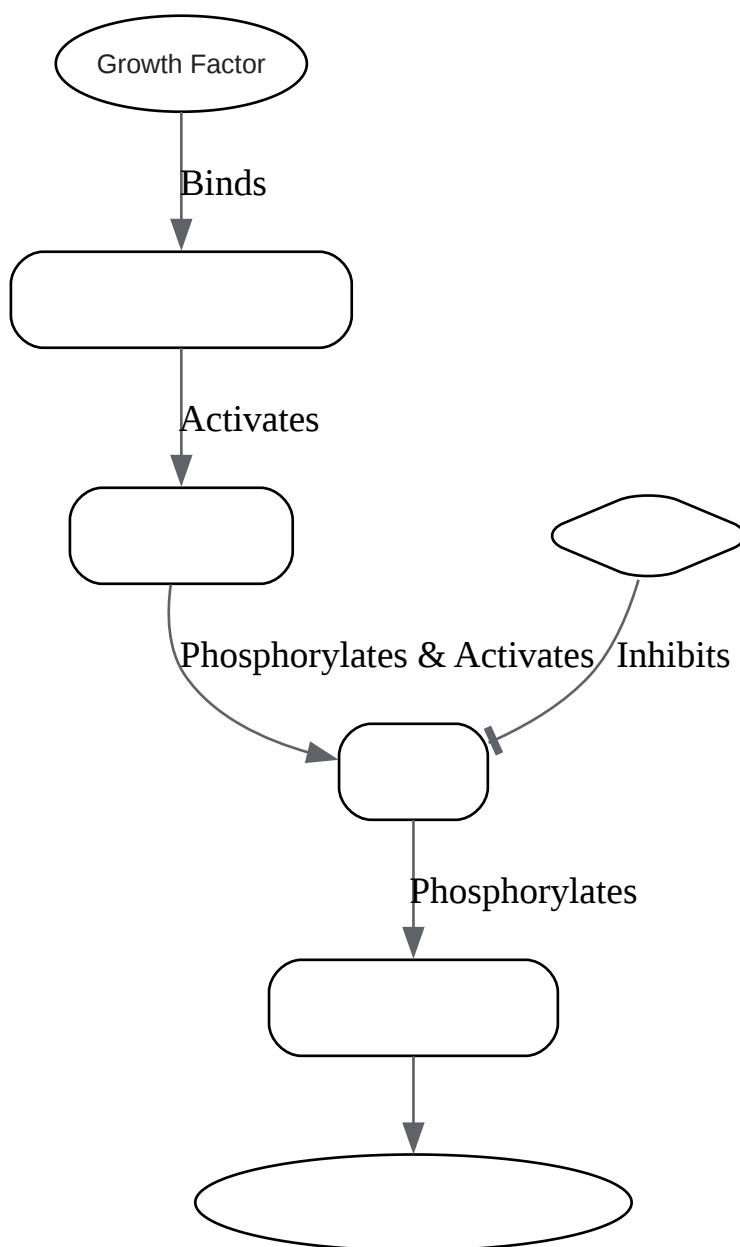 Growth Factor
Binds
Activates
Phosphorylates & Activates
Inhibits
Phosphorylates